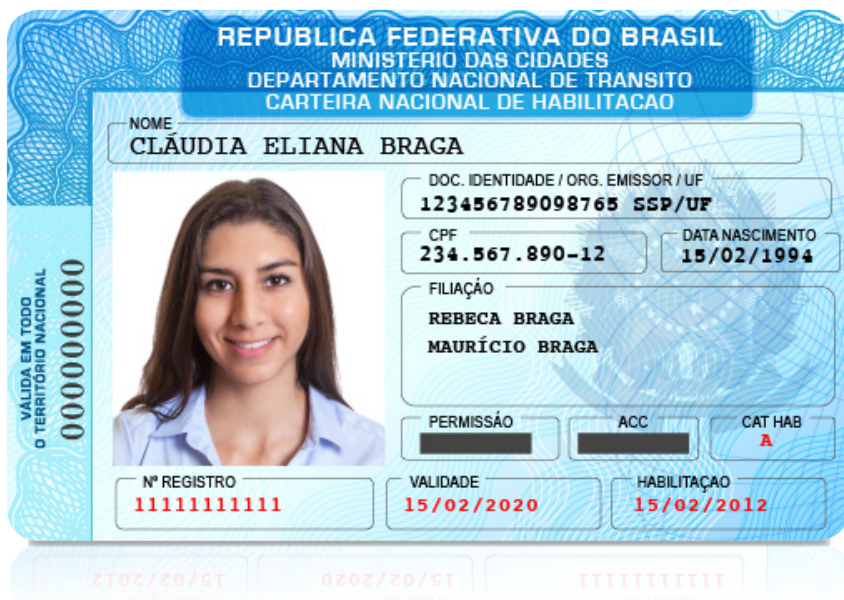 REPÚBLICA FEDERATIVA DO BRASIL
MINISTERIO DAS CIDADES
DEPARTAMENTO NACIONAL DE TRANSITO
CARTEIRA NACIONAL DE HABILITACAO
NOME
CLÁUDIA ELIANA BRAGA
DOC. IDENTIDADE / ORG. EMISSOR / UF
123456789098765 SSP/UF
CPF
234.567.890-12
DATA NASCIMENTO
15/02/1994
FILIAÇÁO
REBECA BRAGA
MAURÍCIO BRAGA
PERMISSÁO
ACC
CAT HAB
A
Nº REGISTRO
11111111111
VALIDADE
15/02/2020
HABILITAÇAO
15/02/2012
VÁLIDA EM TODO
O TERRITÓRIO NACIONAL
000000000